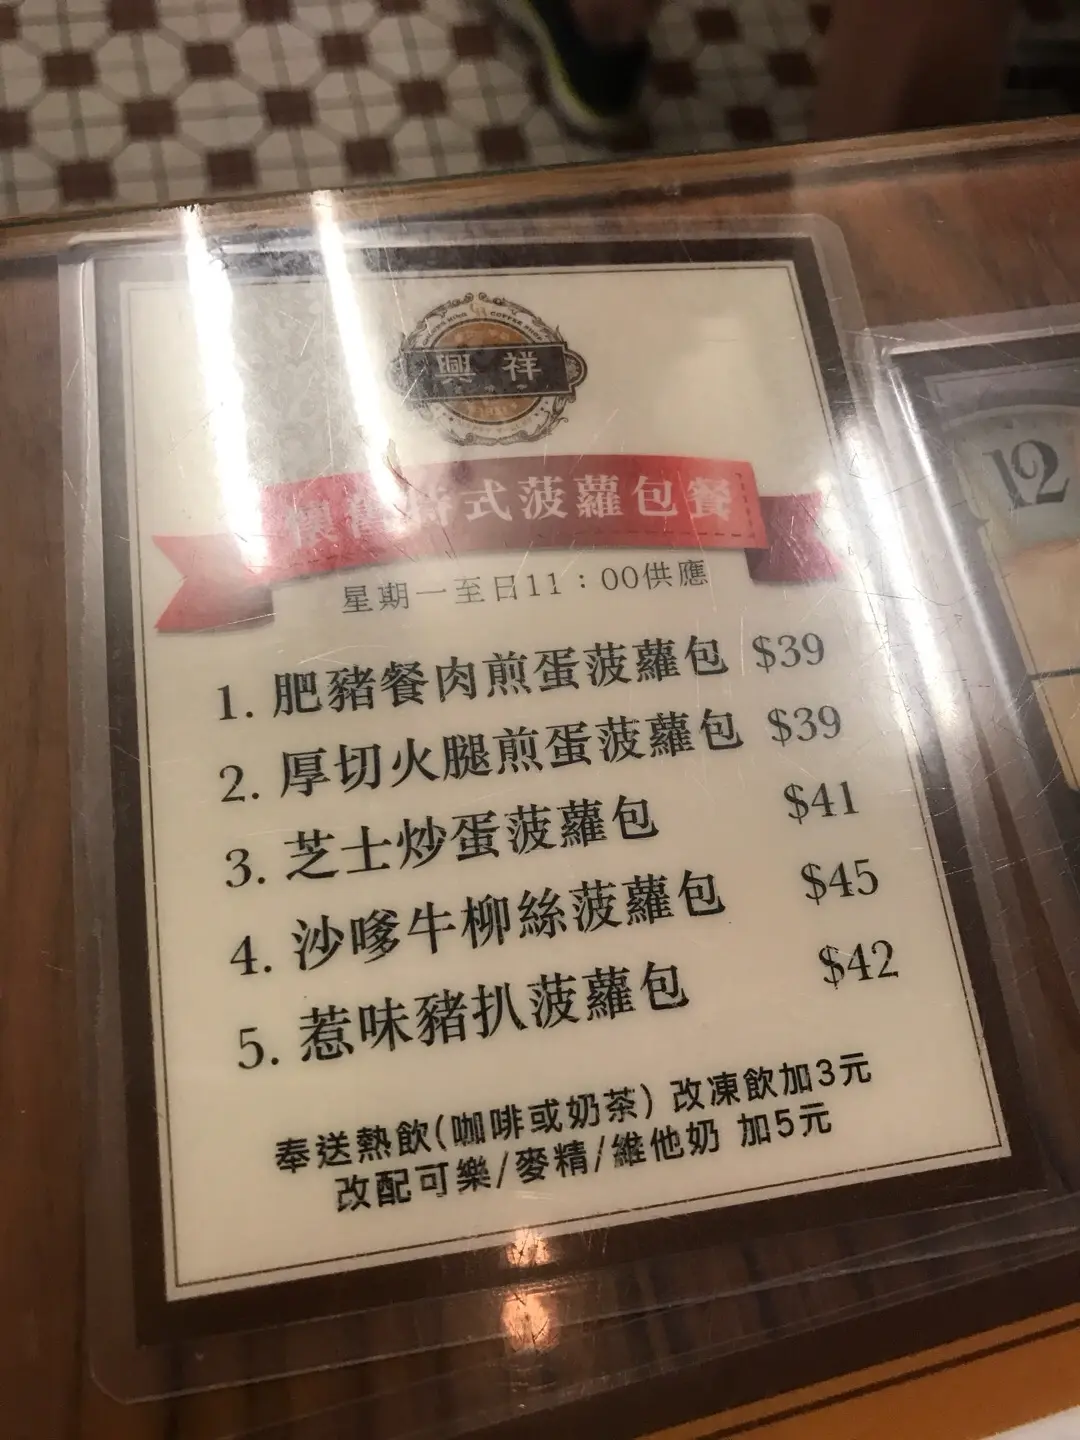 COFFEE SHOP
興祥
懷舊特式菠蘿包餐
星期一至日11：00供應
1. 肥豬餐肉煎蛋菠蘿包 $39
2. 厚切火腿煎蛋菠蘿包 $39
3. 芝士炒蛋菠蘿包 $41
4. 沙嗲牛柳絲菠蘿包 $45
5. 惹味豬扒菠蘿包 $42
奉送熱飲(咖啡或奶茶) 改凍飲加3元
改配可樂/麥精/維他奶 加5元
12